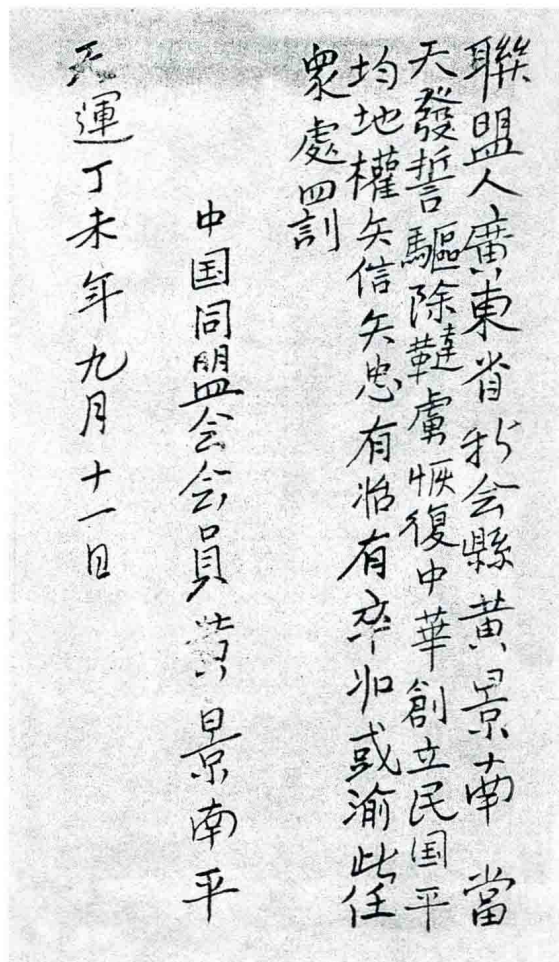 聯盟人廣東省新会縣黄景南 當
天發誓驅除韃虜恢復中華創立民国平
均地權矢信矢忠有始有卒如或渝此任
衆處罰
中国同盟会会員黄景南平
天運丁未年九月十一日